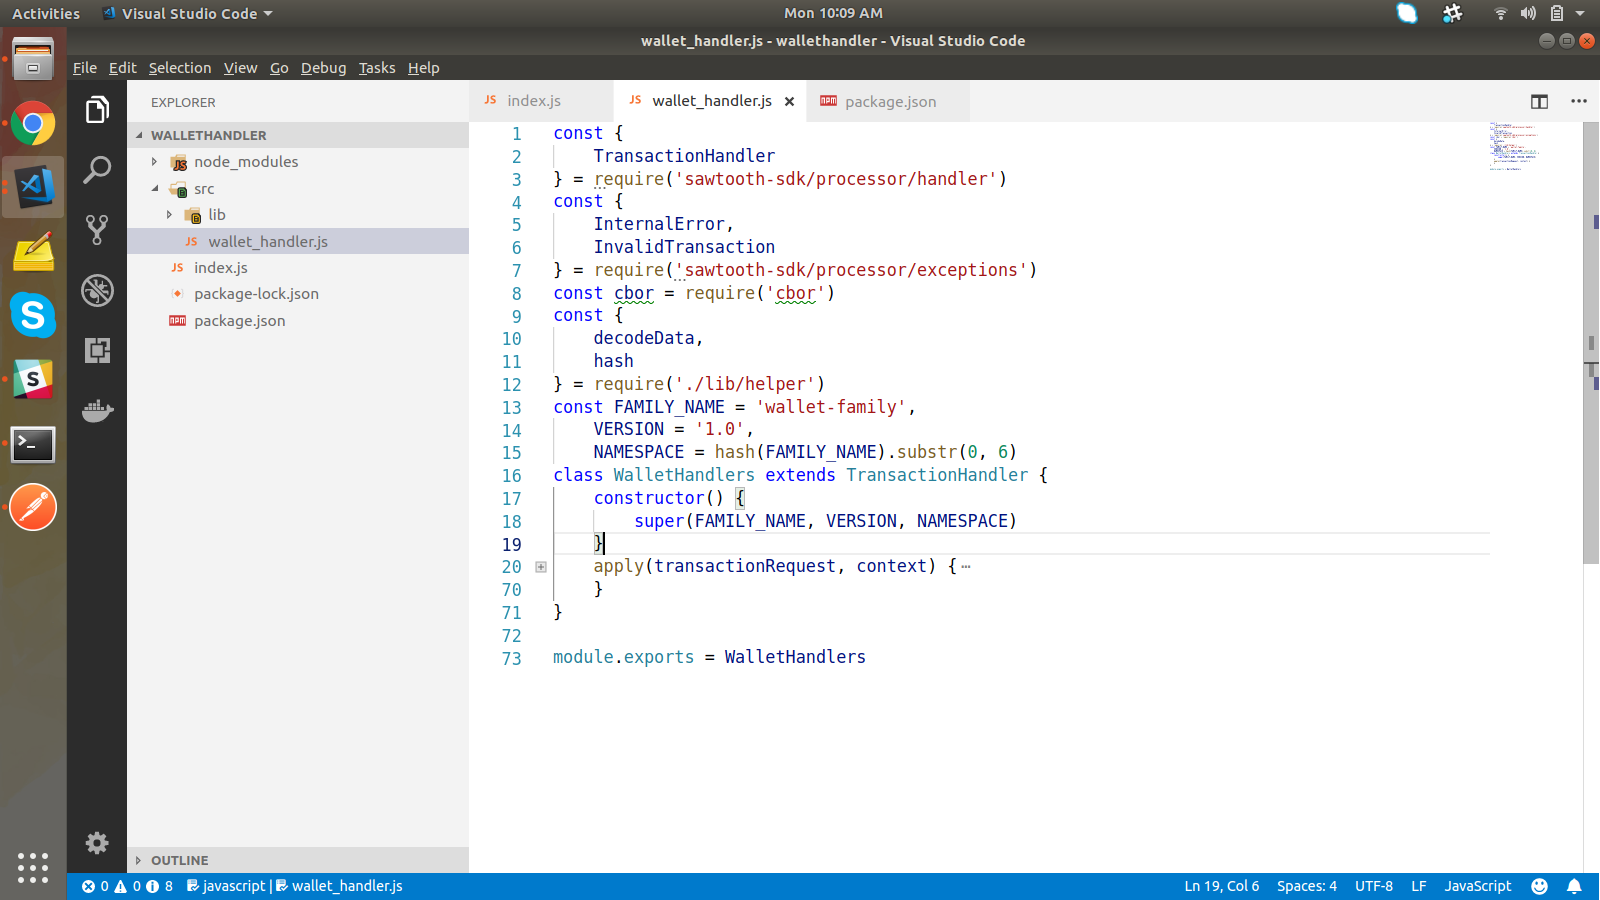 Activities Visual Studio Code Mon 10:09 AM
wallet_handler.js - wallethandler - Visual Studio Code
File Edit Selection View Go Debug Tasks Help
EXPLORER
WALLETHANDLER
node_modules
src
lib
JS wallet_handler.js
JS index.js
package-lock.json
npm package.json
OUTLINE
JS index.js JS wallet_handler.js × npm package.json
1 const {
2 TransactionHandler
3 } = require('sawtooth-sdk/processor/handler')
4 const {
5 InternalError,
6 InvalidTransaction
7 } = require('sawtooth-sdk/processor/exceptions')
8 const cbor = require('cbor')
9 const {
10 decodeData,
11 hash
12 } = require('./lib/helper')
13 const FAMILY_NAME = 'wallet-family',
14 VERSION = '1.0',
15 NAMESPACE = hash(FAMILY_NAME).substr(0, 6)
16 class WalletHandlers extends TransactionHandler {
17 constructor() {
18 super(FAMILY_NAME, VERSION, NAMESPACE)
19 }
20 apply(transactionRequest, context) {⋯
70 }
71 }
72
73 module.exports = WalletHandlers
0 0 8 javascript | wallet_handler.js Ln 19, Col 6 Spaces: 4 UTF-8 LF JavaScript